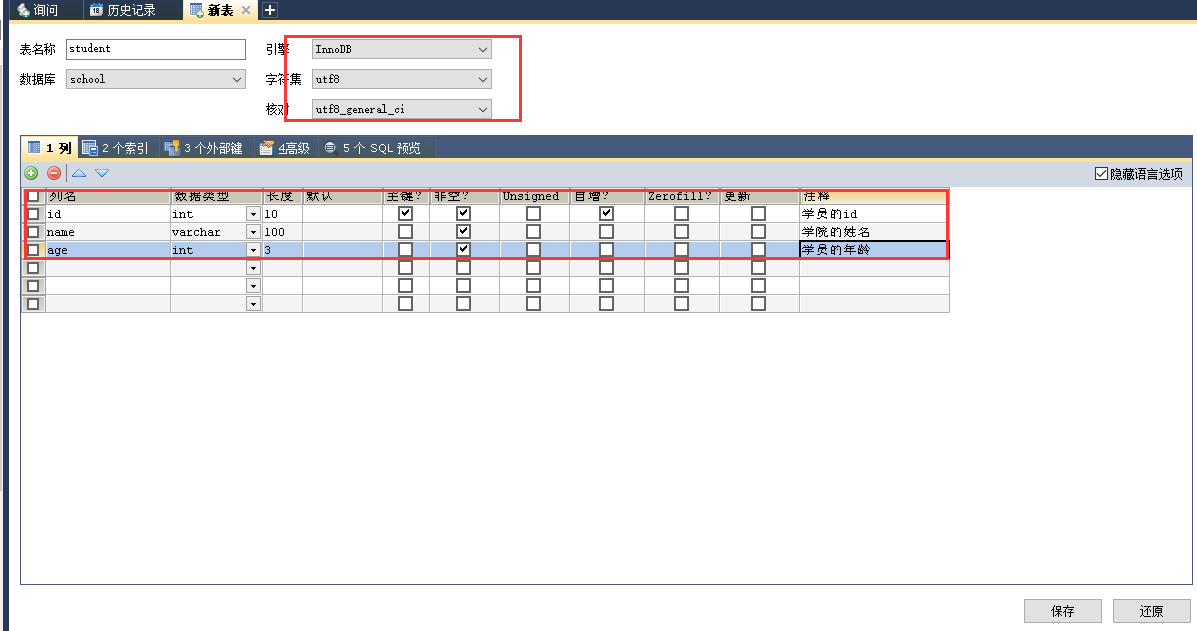 询问 历史记录 新表
表名称 student 引擎 InnoDB
数据库 school 字符集 utf8
核对 utf8_general_ci
1 列 2 个索引 3 个外部键 4高级 5 个 SQL 预览
隐藏语言选项
列名 数据类型 长度 默认 主键? 非空? Unsigned 自增? Zerofill? 更新 注释
id int 10 学员的id
name varchar 100 学院的姓名
age int 3 学员的年龄
保存 还原